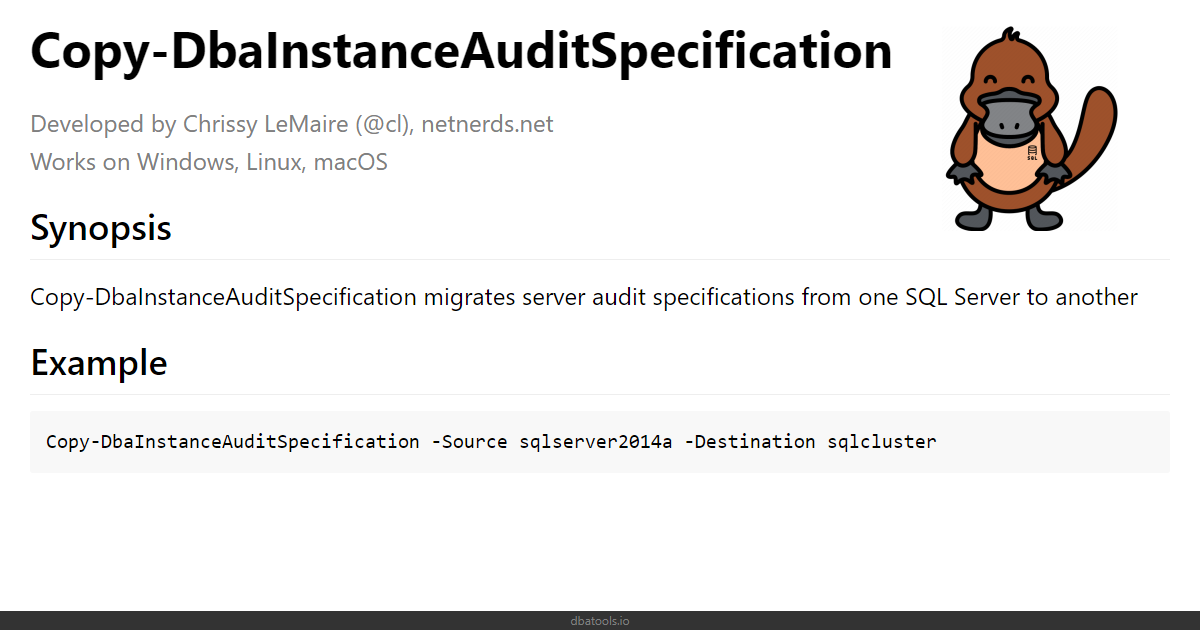 Copy-DbaInstanceAuditSpecification
Developed by Chrissy LeMaire (@cl), netnerds.net
Works on Windows, Linux, macOS
SQL
Synopsis
Copy-DbaInstanceAuditSpecification migrates server audit specifications from one SQL Server to another
Example
Copy-DbaInstanceAuditSpecification -Source sqlserver2014a -Destination sqlcluster
dbatools.io